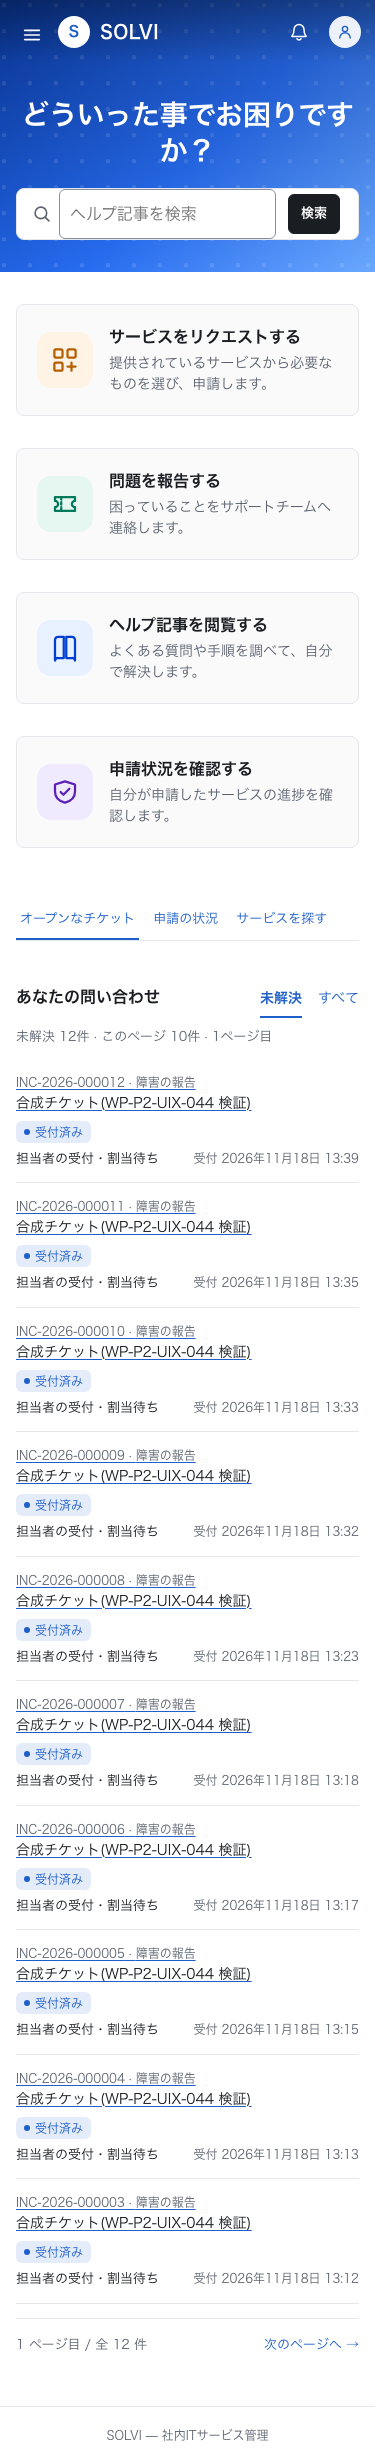 S SOLVI
どういった事でお困りです
か？
ヘルプ記事を検索
検索
サービスをリクエストする
提供されているサービスから必要な
ものを選び、申請します。
問題を報告する
困っていることをサポートチームへ
連絡します。
ヘルプ記事を閲覧する
よくある質問や手順を調べて、自分
で解決します。
申請状況を確認する
自分が申請したサービスの進捗を確
認します。
オープンなチケット 申請の状況 サービスを探す
あなたの問い合わせ 未解決 すべて
未解決 12件 · このページ 10件 · 1ページ目
INC-2026-000012 · 障害の報告
合成チケット(WP-P2-UIX-044 検証)
受付済み
担当者の受付・割当待ち 受付 2026年11月18日 13:39
INC-2026-000011 · 障害の報告
合成チケット(WP-P2-UIX-044 検証)
受付済み
担当者の受付・割当待ち 受付 2026年11月18日 13:35
INC-2026-000010 · 障害の報告
合成チケット(WP-P2-UIX-044 検証)
受付済み
担当者の受付・割当待ち 受付 2026年11月18日 13:33
INC-2026-000009 · 障害の報告
合成チケット(WP-P2-UIX-044 検証)
受付済み
担当者の受付・割当待ち 受付 2026年11月18日 13:32
INC-2026-000008 · 障害の報告
合成チケット(WP-P2-UIX-044 検証)
受付済み
担当者の受付・割当待ち 受付 2026年11月18日 13:23
INC-2026-000007 · 障害の報告
合成チケット(WP-P2-UIX-044 検証)
受付済み
担当者の受付・割当待ち 受付 2026年11月18日 13:18
INC-2026-000006 · 障害の報告
合成チケット(WP-P2-UIX-044 検証)
受付済み
担当者の受付・割当待ち 受付 2026年11月18日 13:17
INC-2026-000005 · 障害の報告
合成チケット(WP-P2-UIX-044 検証)
受付済み
担当者の受付・割当待ち 受付 2026年11月18日 13:15
INC-2026-000004 · 障害の報告
合成チケット(WP-P2-UIX-044 検証)
受付済み
担当者の受付・割当待ち 受付 2026年11月18日 13:13
INC-2026-000003 · 障害の報告
合成チケット(WP-P2-UIX-044 検証)
受付済み
担当者の受付・割当待ち 受付 2026年11月18日 13:12
1 ページ目 / 全 12 件 次のページへ →
SOLVI — 社内ITサービス管理